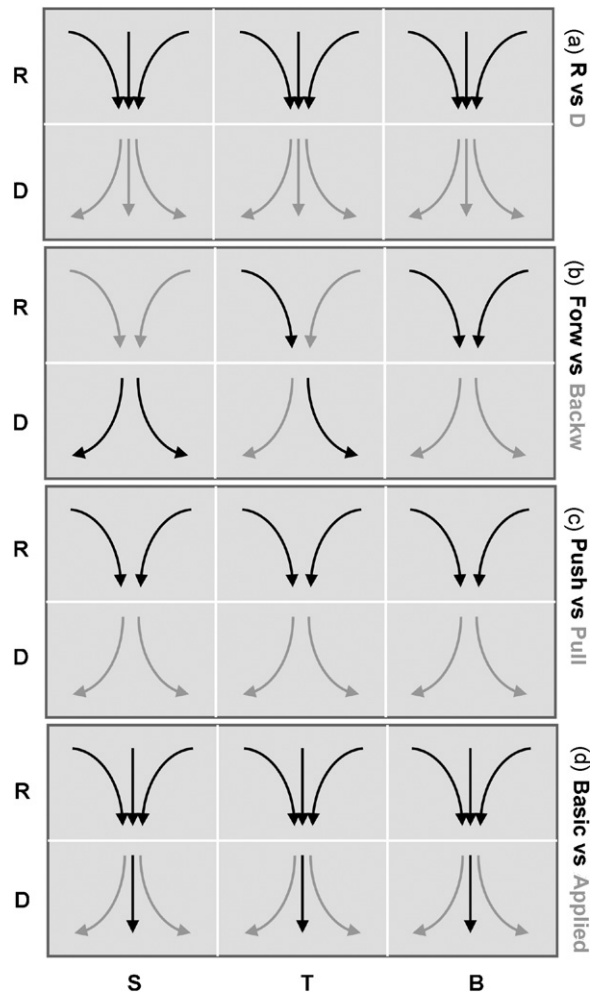 R
D
(a) R vs D
R
D
(b) Forw vs Backw
R
D
(c) Push vs Pull
R
D
(d) Basic vs Applied
S T B